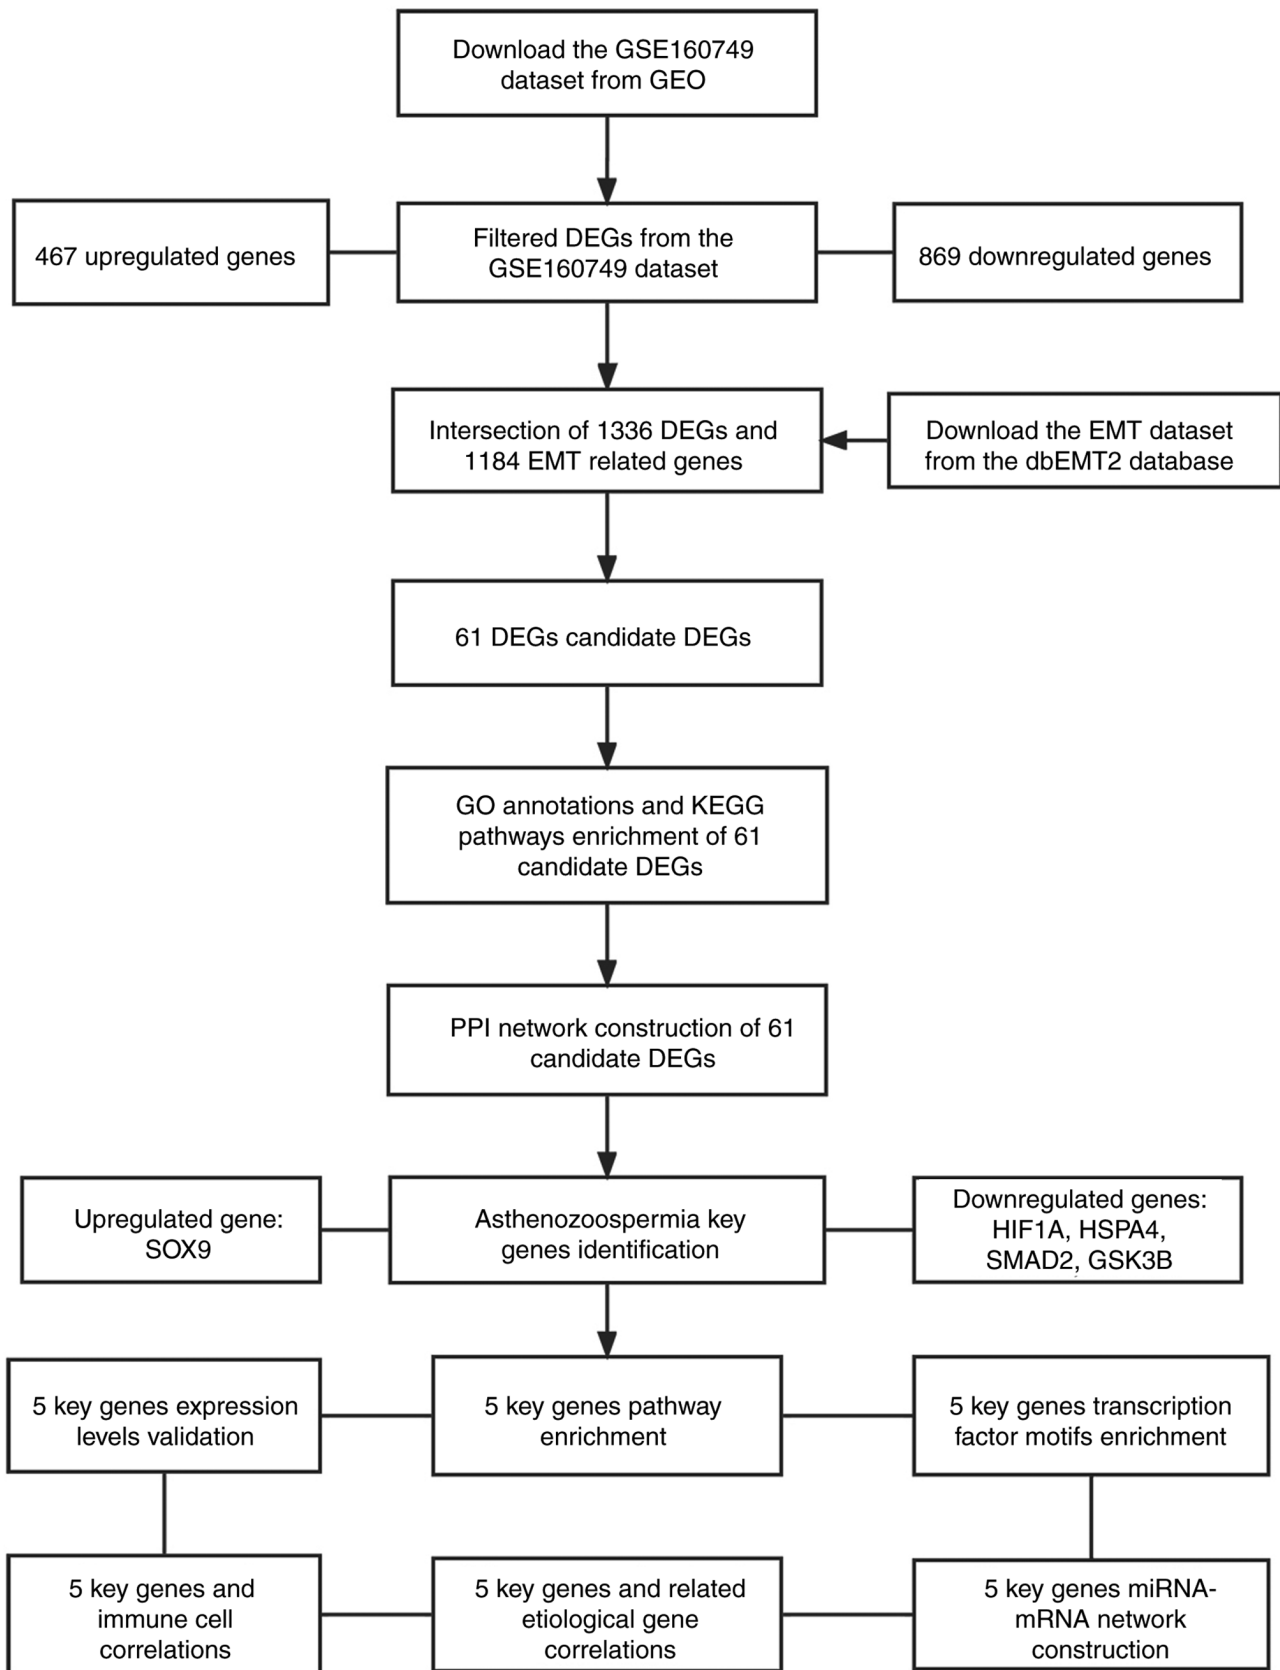 Download the GSE160749
dataset from GEO
467 upregulated genes
Filtered DEGs from the
GSE160749 dataset
869 downregulated genes
Intersection of 1336 DEGs and
1184 EMT related genes
Download the EMT dataset
from the dbEMT2 database
61 DEGs candidate DEGs
GO annotations and KEGG
pathways enrichment of 61
candidate DEGs
PPI network construction of 61
candidate DEGs
Upregulated gene:
SOX9
Asthenozoospermia key
genes identification
Downregulated genes:
HIF1A, HSPA4,
SMAD2, GSK3B
5 key genes expression
levels validation
5 key genes pathway
enrichment
5 key genes transcription
factor motifs enrichment
5 key genes and
immune cell
correlations
5 key genes and related
etiological gene
correlations
5 key genes miRNA-
mRNA network
construction